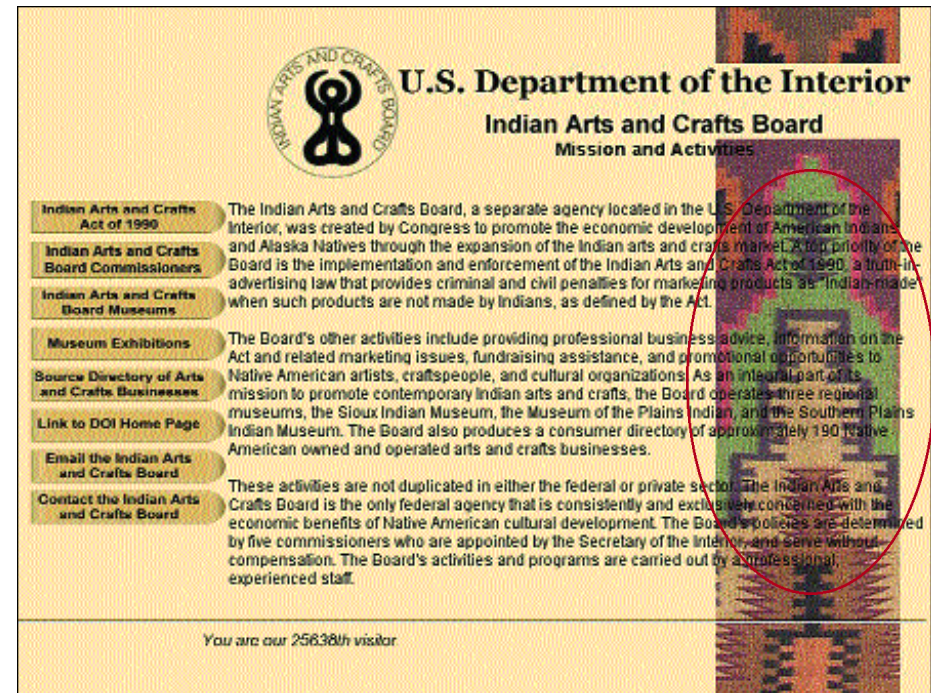 INDIAN ARTS AND CRAFTS BOARD
U.S. Department of the Interior
Indian Arts and Crafts Board
Mission and Activities
Indian Arts and Crafts
Act of 1990
Indian Arts and Crafts
Board Commissioners
Indian Arts and Crafts
Board Museums
Museum Exhibitions
Source Directory of Arts
and Crafts Businesses
Link to DOI Home Page
Email the Indian Arts
and Crafts Board
Contact the Indian Arts
and Crafts Board
The Indian Arts and Crafts Board, a separate agency located in the U.S. Department of the
Interior, was created by Congress to promote the economic development of American Indians
and Alaska Natives through the expansion of the Indian arts and crafts market. A top priority of the
Board is the implementation and enforcement of the Indian Arts and Crafts Act of 1990, a truth-in-
advertising law that provides criminal and civil penalties for marketing products as "Indian-made"
when such products are not made by Indians, as defined by the Act.
The Board's other activities include providing professional business advice, information on the
Act and related marketing issues, fundraising assistance, and promotional opportunities to
Native American artists, craftspeople, and cultural organizations. As an integral part of its
mission to promote contemporary Indian arts and crafts, the Board operates three regional
museums, the Sioux Indian Museum, the Museum of the Plains Indian, and the Southern Plains
Indian Museum. The Board also produces a consumer directory of approximately 190 Native
American owned and operated arts and crafts businesses.
These activities are not duplicated in either the federal or private sector. The Indian Arts and
Crafts Board is the only federal agency that is consistently and exclusively concerned with the
economic benefits of Native American cultural development. The Board's policies are determined
by five commissioners who are appointed by the Secretary of the Interior, and serve without
compensation. The Board's activities and programs are carried out by a professional,
experienced staff.
You are our 25638th visitor